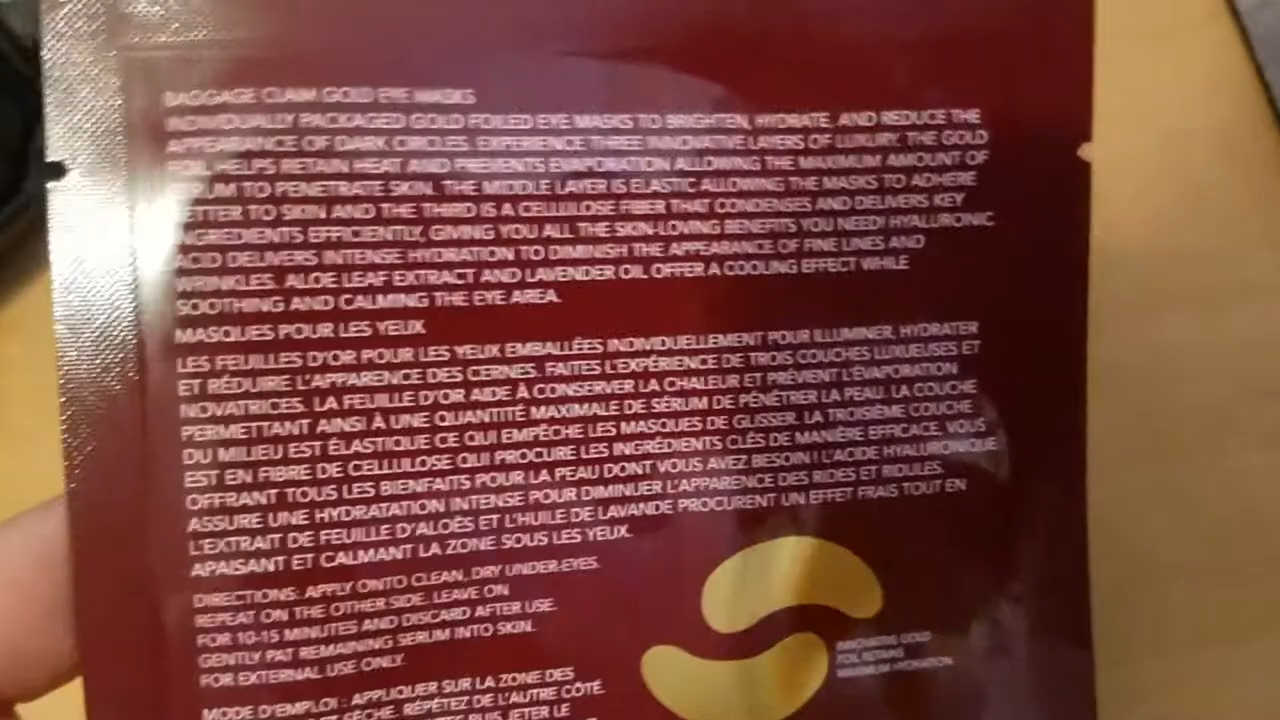 BAGGAGE CLAIM GOLD EYE MASKS
INDIVIDUALLY PACKAGED GOLD FOILED EYE MASKS TO BRIGHTEN, HYDRATE, AND REDUCE THE
APPEARANCE OF DARK CIRCLES. EXPERIENCE THREE INNOVATIVE LAYERS OF LUXURY. THE GOLD
FOIL HELPS RETAIN HEAT AND PREVENTS EVAPORATION ALLOWING THE MAXIMUM AMOUNT OF
SERUM TO PENETRATE SKIN. THE MIDDLE LAYER IS ELASTIC ALLOWING THE MASKS TO ADHERE
BETTER TO SKIN AND THE THIRD IS A CELLULOSE FIBER THAT CONDENSES AND DELIVERS KEY
INGREDIENTS EFFICIENTLY, GIVING YOU ALL THE SKIN-LOVING BENEFITS YOU NEED! HYALURONIC
ACID DELIVERS INTENSE HYDRATION TO DIMINISH THE APPEARANCE OF FINE LINES AND
WRINKLES. ALOE LEAF EXTRACT AND LAVENDER OIL OFFER A COOLING EFFECT WHILE
SOOTHING AND CALMING THE EYE AREA.
MASQUES POUR LES YEUX
LES FEUILLES D'OR POUR LES YEUX EMBALLÉES INDIVIDUELLEMENT POUR ILLUMINER, HYDRATER
ET RÉDUIRE L'APPARENCE DES CERNES. FAITES L'EXPÉRIENCE DE TROIS COUCHES LUXUEUSES ET
NOVATRICES. LA FEUILLE D'OR AIDE À CONSERVER LA CHALEUR ET PRÉVIENT L'ÉVAPORATION
PERMETTANT AINSI À UNE QUANTITÉ MAXIMALE DE SÉRUM DE PÉNÉTRER LA PEAU. LA COUCHE
DU MILIEU EST ÉLASTIQUE CE QUI EMPÊCHE LES MASQUES DE GLISSER. LA TROISIÈME COUCHE
EST EN FIBRE DE CELLULOSE QUI PROCURE LES INGRÉDIENTS CLÉS DE MANIÈRE EFFICACE, VOUS
OFFRANT TOUS LES BIENFAITS POUR LA PEAU DONT VOUS AVEZ BESOIN ! L'ACIDE HYALURONIQUE
ASSURE UNE HYDRATATION INTENSE POUR DIMINUER L'APPARENCE DES RIDES ET RIDULES.
L'EXTRAIT DE FEUILLE D'ALOÈS ET L'HUILE DE LAVANDE PROCURENT UN EFFET FRAIS TOUT EN
APAISANT ET CALMANT LA ZONE SOUS LES YEUX.
DIRECTIONS: APPLY ONTO CLEAN, DRY UNDER-EYES.
REPEAT ON THE OTHER SIDE. LEAVE ON
FOR 10-15 MINUTES AND DISCARD AFTER USE.
GENTLY PAT REMAINING SERUM INTO SKIN.
FOR EXTERNAL USE ONLY.
INNOVATIVE GOLD
FOIL RETAINS
MAXIMUM HYDRATION
MODE D'EMPLOI : APPLIQUER SUR LA ZONE DES
ET SÈCHE. RÉPÉTEZ DE L'AUTRE CÔTÉ.
PUIS JETER LE